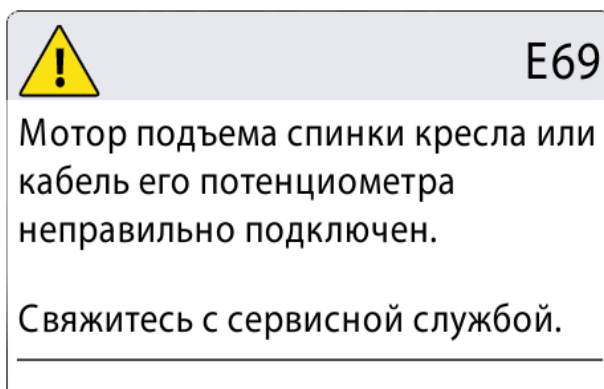 E69
Мотор подъема спинки кресла или
кабель его потенциометра
неправильно подключен.
Свяжитесь с сервисной службой.